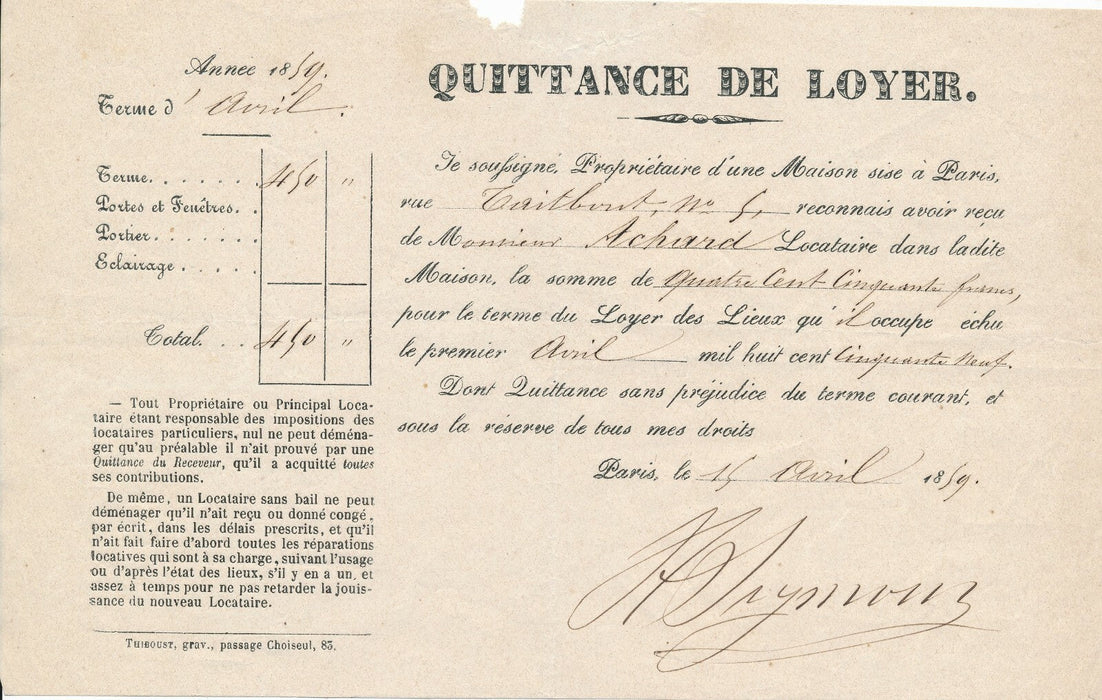 Année 1859.
Terme d' Avril.
Terme. . . . . . . 450 "
Portes et Fenêtres. .
Portier. . . . . . .
Eclairage . . . . .
Total. . . . 450 "
— Tout Propriétaire ou Principal Loca-
taire étant responsable des impositions des
locataires particuliers, nul ne peut déména-
ger qu'au préalable il n'ait prouvé par une
Quittance du Receveur, qu'il a acquitté toutes
ses contributions.
De même, un Locataire sans bail ne peut
déménager qu'il n'ait reçu ou donné congé,
par écrit, dans les délais prescrits, et qu'il
n'ait fait faire d'abord toutes les réparations
locatives qui sont à sa charge, suivant l'usage
ou d'après l'état des lieux, s'il y en a un, et
assez à temps pour ne pas retarder la jouis-
sance du nouveau Locataire.
Thiboust, grav., passage Choiseul, 83.
QUITTANCE DE LOYER.
Je soussigné, Propriétaire d'une Maison sise à Paris,
rue Taitbout, No 5, reconnais avoir reçu
de Monsieur Achard Locataire dans ladite
Maison, la somme de Quatre Cent Cinquante francs,
pour le terme du Loyer des Lieux qu'il occupe échu
le premier Avril mil huit cent Cinquante Neuf.
Dont Quittance sans préjudice du terme courant, et
sous la réserve de tous mes droits
Paris, le 15 Avril 1859.
H Seymour